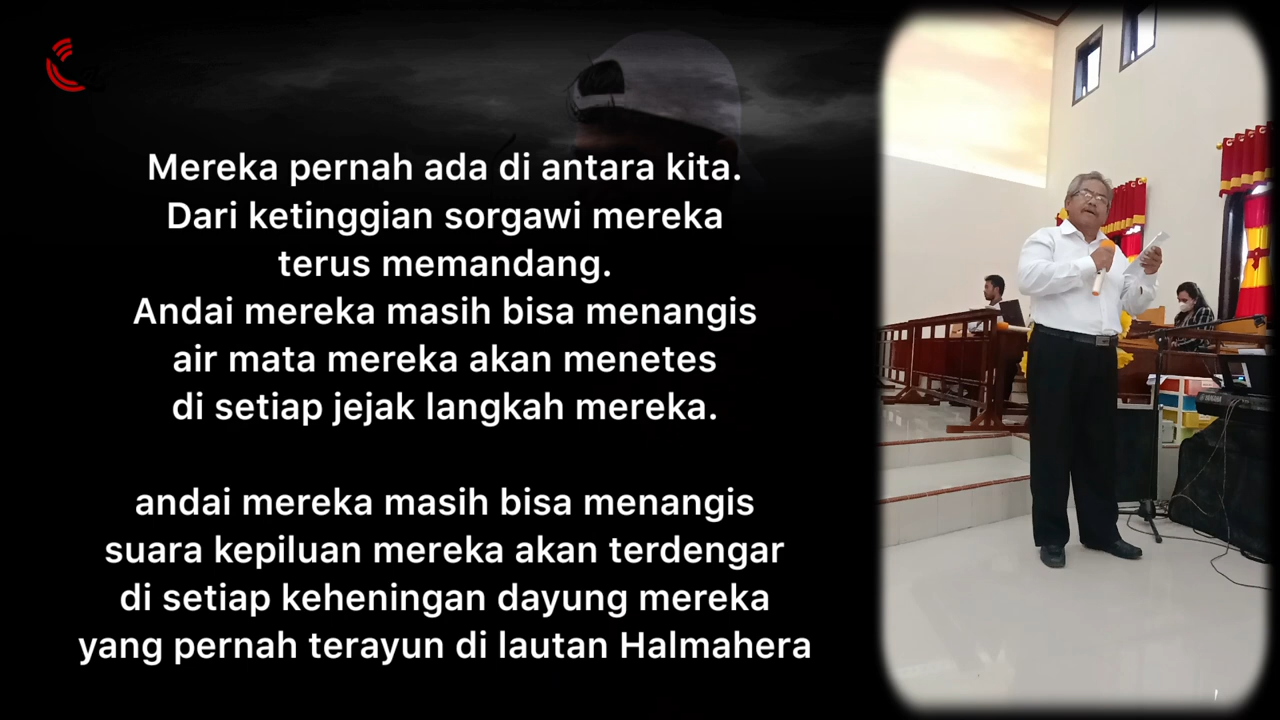 Mereka pernah ada di antara kita.
Dari ketinggian sorgawi mereka
terus memandang.
Andai mereka masih bisa menangis
air mata mereka akan menetes
di setiap jejak langkah mereka.
andai mereka masih bisa menangis
suara kepiluan mereka akan terdengar
di setiap keheningan dayung mereka
yang pernah terayun di lautan Halmahera